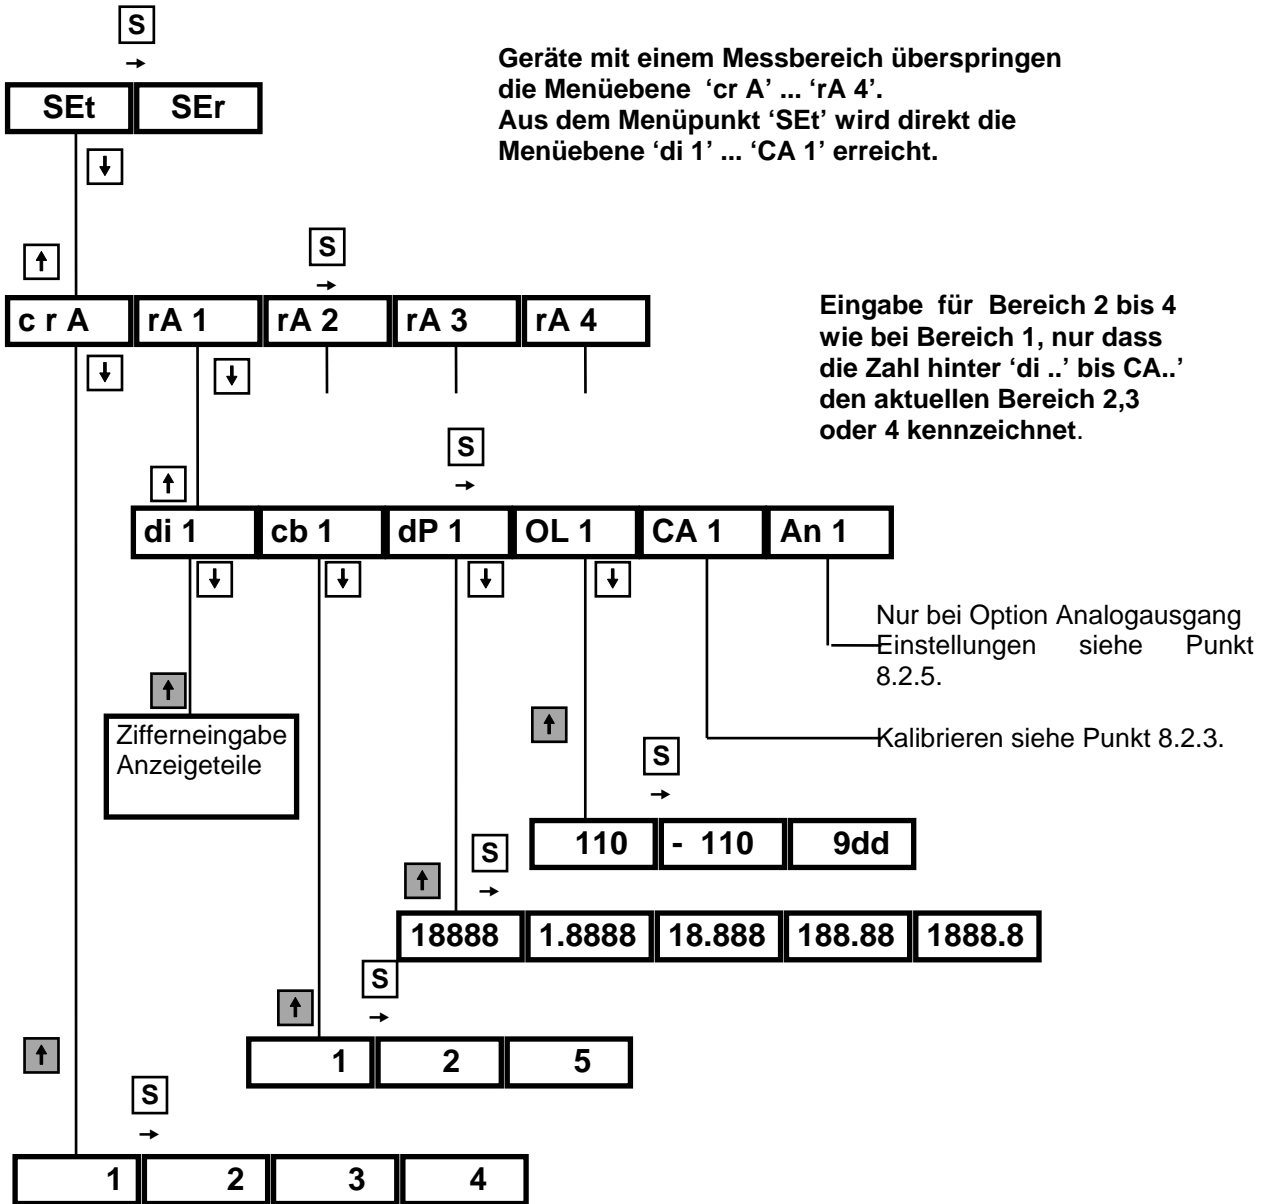 S
→
Geräte mit einem Messbereich überspringen
die Menüebene ‘cr A’ ... ‘rA 4’.
Aus dem Menüpunkt ‘SEt’ wird direkt die
Menüebene ‘di 1’ ... ‘CA 1’ erreicht.
SEt SEr
↓
↑
S
→
c r A rA 1 rA 2 rA 3 rA 4
↓ ↓
Eingabe für Bereich 2 bis 4
wie bei Bereich 1, nur dass
die Zahl hinter ‘di ..’ bis CA..’
den aktuellen Bereich 2,3
oder 4 kennzeichnet.
S
→
↑
di 1 cb 1 dP 1 OL 1 CA 1 An 1
↓ ↓ ↓ ↓
Nur bei Option Analogausgang
Einstellungen siehe Punkt
8.2.5.
↑
Zifferneingabe
Anzeigeteile
↑
Kalibrieren siehe Punkt 8.2.3.
S
→
110 - 110 9dd
S
→
↑
18888 1.8888 18.888 188.88 1888.8
S
→
↑
1 2 5
↑
S
→
1 2 3 4